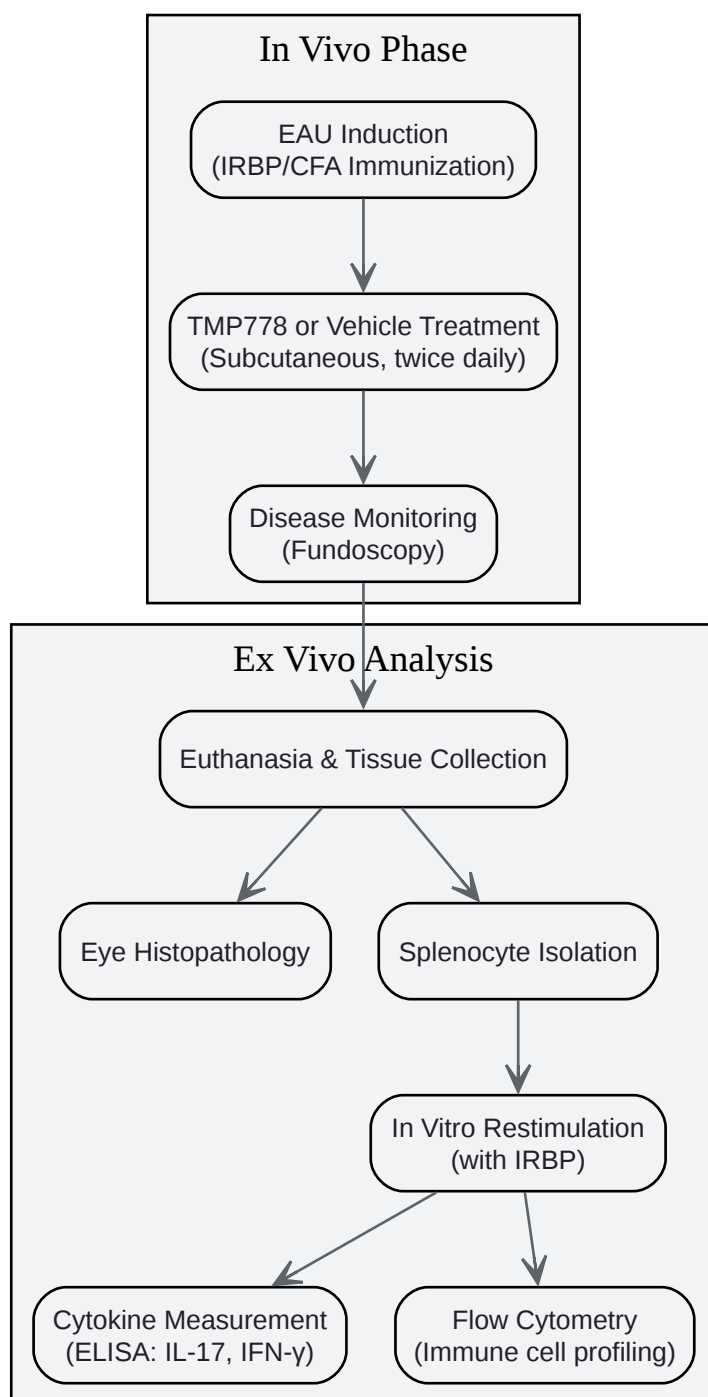 In Vivo Phase
EAU Induction
(IRBP/CFA Immunization)
TMP778 or Vehicle Treatment
(Subcutaneous, twice daily)
Disease Monitoring
(Fundoscopy)
Ex Vivo Analysis
Euthanasia & Tissue Collection
Eye Histopathology
Splenocyte Isolation
In Vitro Restimulation
(with IRBP)
Cytokine Measurement
(ELISA: IL-17, IFN-γ)
Flow Cytometry
(Immune cell profiling)